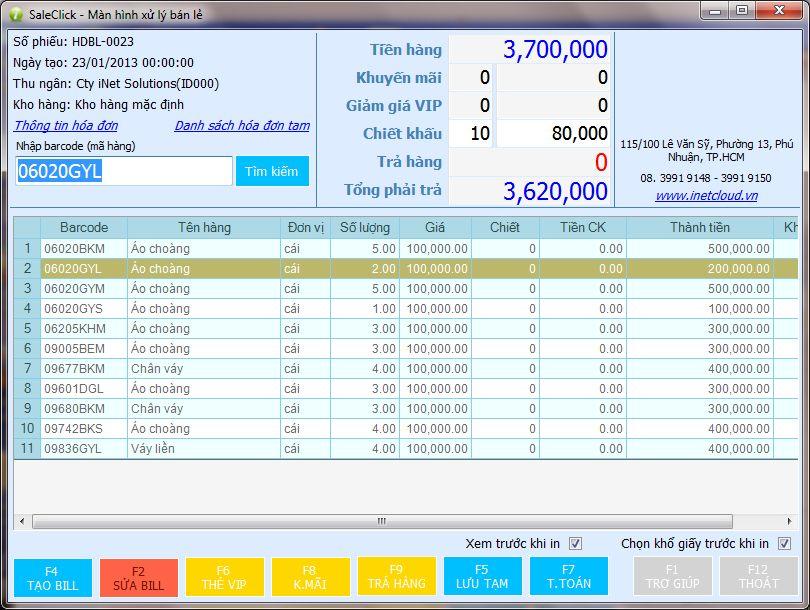 SaleClick - Màn hình xử lý bán lẻ
Số phiếu: HDBL-0023
Ngày tạo: 23/01/2013 00:00:00
Thu ngân: Cty iNet Solutions(ID000)
Kho hàng: Kho hàng mặc định
Thông tin hóa đơn Danh sách hóa đơn tam
Nhập barcode (mã hàng)
06020GYL Tìm kiếm
Tiền hàng 3,700,000
Khuyến mãi 0 0
Giảm giá VIP 0 0
Chiết khấu 10 80,000
Trả hàng 0
Tổng phải trả 3,620,000
115/100 Lê Văn Sỹ, Phường 13, Phú
Nhuận, TP.HCM
08. 3991 9148 - 3991 9150
www.inetcloud.vn
Barcode Tên hàng Đơn vị Số lượng Giá Chiết Tiền CK Thành tiền Kh
1 06020BKM Áo choàng cái 5.00 100,000.00 0 0.00 500,000.00
2 06020GYL Áo choàng cái 2.00 100,000.00 0 0.00 200,000.00
3 06020GYM Áo choàng cái 5.00 100,000.00 0 0.00 500,000.00
4 06020GYS Áo choàng cái 1.00 100,000.00 0 0.00 100,000.00
5 06205KHM Áo choàng cái 3.00 100,000.00 0 0.00 300,000.00
6 09005BEM Áo choàng cái 3.00 100,000.00 0 0.00 300,000.00
7 09677BKM Chân váy cái 4.00 100,000.00 0 0.00 400,000.00
8 09601DGL Áo choàng cái 3.00 100,000.00 0 0.00 300,000.00
9 09680BKM Chân váy cái 3.00 100,000.00 0 0.00 300,000.00
10 09742BKS Áo choàng cái 4.00 100,000.00 0 0.00 400,000.00
11 09836GYL Váy liền cái 4.00 100,000.00 0 0.00 400,000.00
Xem trước khi in Chọn khổ giấy trước khi in
F4 F2 F6 F8 F9 F5 F7 F1 F12
TẠO BILL SỬA BILL THẺ VIP K.MÃI TRẢ HÀNG LƯU TẠM T.TOÁN TRỢ GIÚP THOÁT